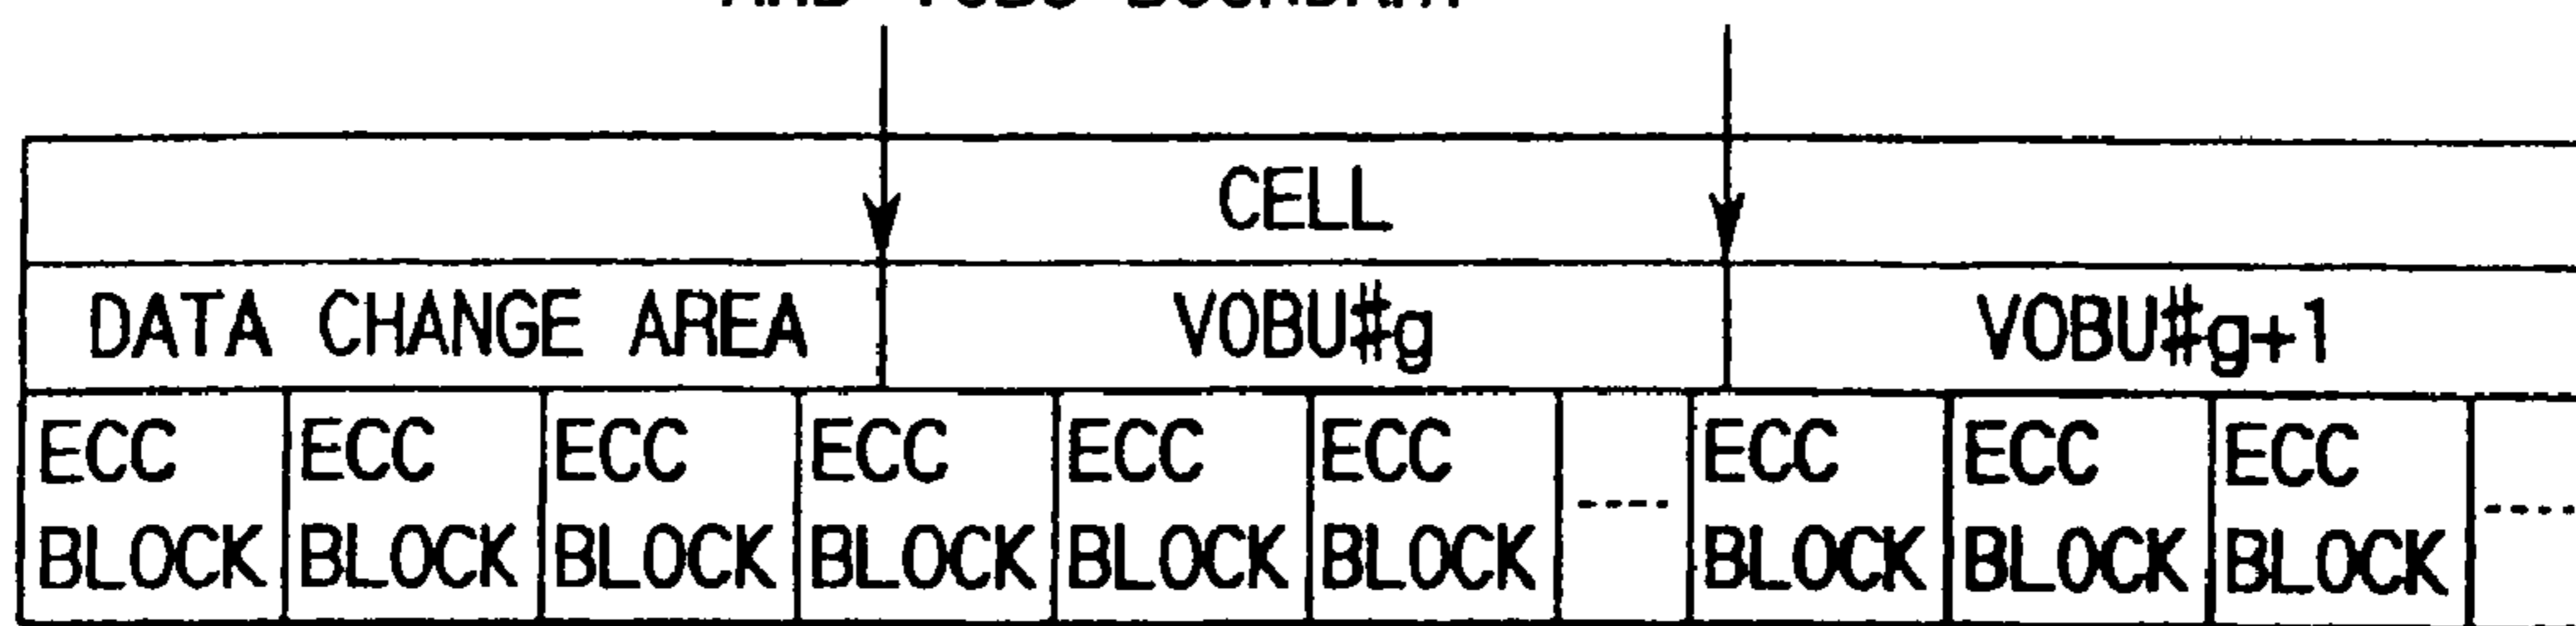 CELL
DATA CHANGE AREA VOBU#g VOBU#g+1
ECC ECC ECC ECC ECC ECC ---- ECC ECC ECC ----
BLOCK BLOCK BLOCK BLOCK BLOCK BLOCK BLOCK BLOCK BLOCK